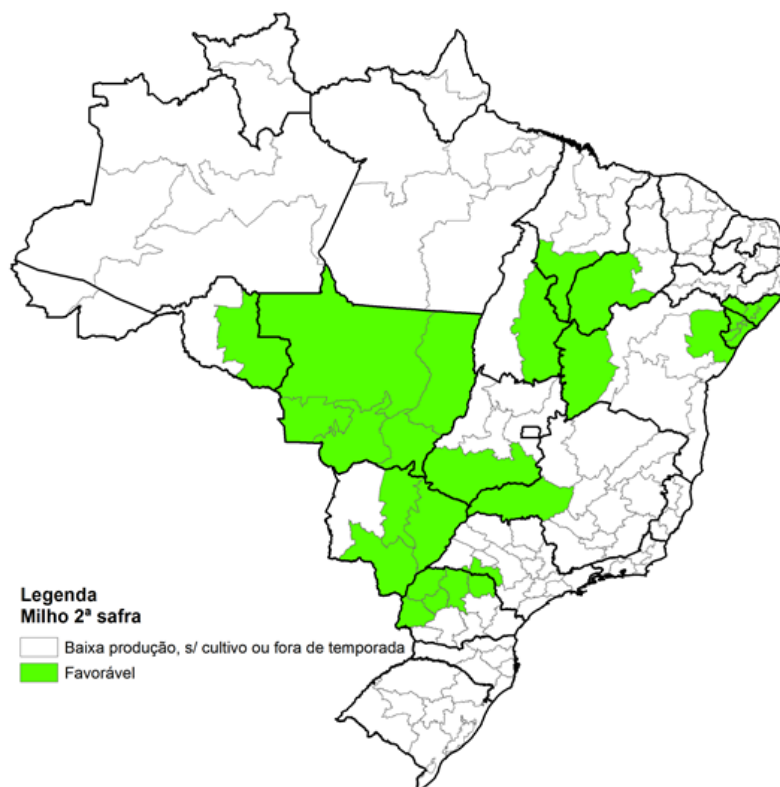 Legenda
Milho 2ª safra
Baixa produção, s/ cultivo ou fora de temporada
Favorável